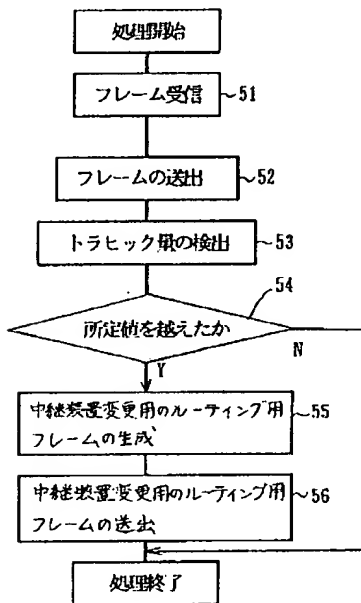 処理開始
フレーム受信
51
フレームの送出
52
トラヒック量の検出
53
54
所定値を越えたか
N
Y
中継装置変更用のルーティング用
フレームの生成
55
中継装置変更用のルーティング用
フレームの送出
56
処理終了